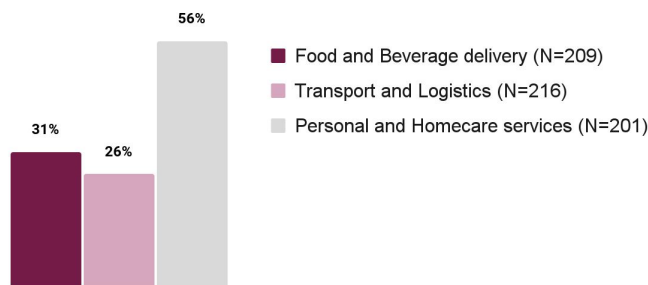 56%
31%
26%
Food and Beverage delivery (N=209)
Transport and Logistics (N=216)
Personal and Homecare services (N=201)